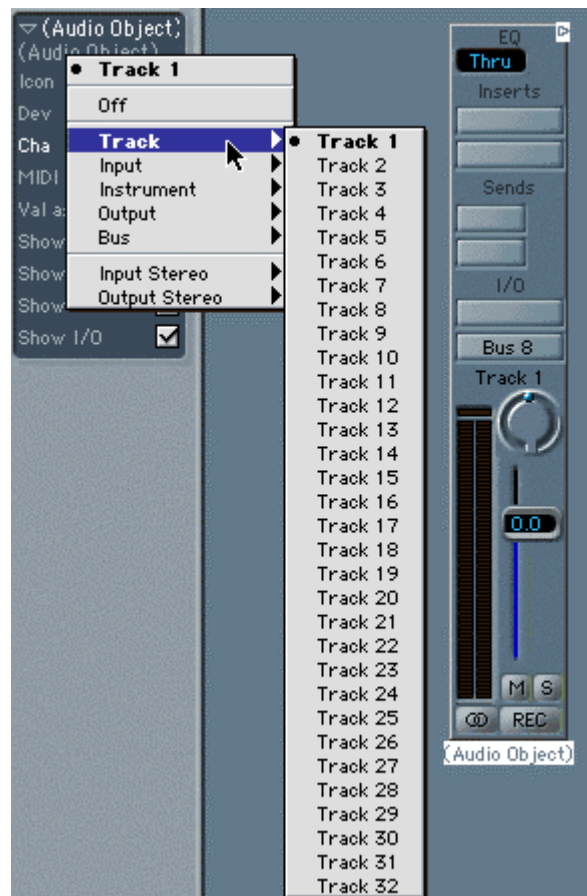 (Audio Object)
(Audio Object)
Icon
Dev
Cha
MIDI
Val as
Show
Show
Show
Show I/O
Track 1
Off
Track
Input
Instrument
Output
Bus
Input Stereo
Output Stereo
Track 1
Track 2
Track 3
Track 4
Track 5
Track 6
Track 7
Track 8
Track 9
Track 10
Track 11
Track 12
Track 13
Track 14
Track 15
Track 16
Track 17
Track 18
Track 19
Track 20
Track 21
Track 22
Track 23
Track 24
Track 25
Track 26
Track 27
Track 28
Track 29
Track 30
Track 31
Track 32
EQ
Thru
Inserts
Sends
I/O
Bus 8
Track 1
0.0
M S
REC
(Audio Object)